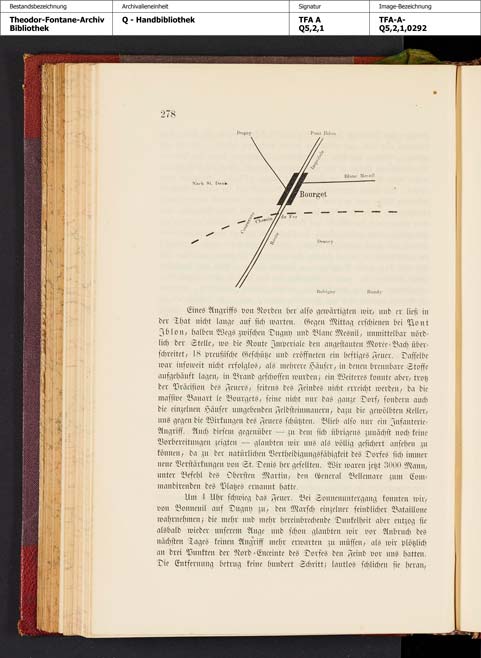 Bestandsbezeichnung
Archivalieneinheit
Signatur
Image-Bezeichnung
Theodor-Fontane-Archiv
Bibliothek
Q - Handbibliothek
TFA A
Q5,2,1
TFA-A-
Q5,2,1,0292
278
Dugny
Pont Iblon
Imperiale
Nach St. Denis
Blanc Mesnil
Bourget
Chemin de Fer
Route
Drancy
Bobigny
Bondy
Eines Angriffs von Norden her also gewärtigten wir, und er ließ in
der That nicht lange auf sich warten. Gegen Mittag erschienen bei Pont
Iblon, halben Wegs zwischen Dugny und Blanc Mesnil, unmittelbar nörd-
lich der Stelle, wo die Route Imperiale den angestauten Moree-Bach über-
schreitet, 18 preußische Geschütze und eröffneten ein heftiges Feuer. Dasselbe
war insoweit nicht erfolglos, als mehrere Häuser, in denen brennbare Stoffe
aufgehäuft lagen, in Brand geschossen wurden; ein Weiteres konnte aber, trotz
der Präcision des Feuers, seitens des Feindes nicht erreicht werden, da die
massive Bauart le Bourgets, seine nicht nur das ganze Dorf, sondern auch
die einzelnen Häuser umgebenden Feldsteinmauern, dazu die gewölbten Keller,
uns gegen die Wirkungen des Feuers schützten. Blieb also nur ein Infanterie-
Angriff. Auch diesem gegenüber — zu dem sich übrigens zunächst noch keine
Vorbereitungen zeigten — glaubten wir uns als völlig gesichert ansehen zu
können, da zu der natürlichen Vertheidigungsfähigkeit des Dorfes sich immer
neue Verstärkungen von St. Denis her gesellten. Wir waren jetzt 3000 Mann,
unter Befehl des Obersten Martin, den General Bellemare zum Com-
mandirenden des Platzes ernannt hatte.
Um 4 Uhr schwieg das Feuer. Bei Sonnenuntergang konnten wir,
von Bonneuil auf Dugny zu, den Marsch einzelner feindlicher Bataillone
wahrnehmen; die mehr und mehr hereinbrechende Dunkelheit aber entzog sie
alsbald wieder unserem Auge und schon glaubten wir vor Anbruch des
nächsten Tages keinen Angriff mehr erwarten zu müssen, als wir plötzlich
an drei Punkten der Nord-Enceinte des Dorfes den Feind vor uns hatten.
Die Entfernung betrug keine hundert Schritt; lautlos schlichen sie heran,